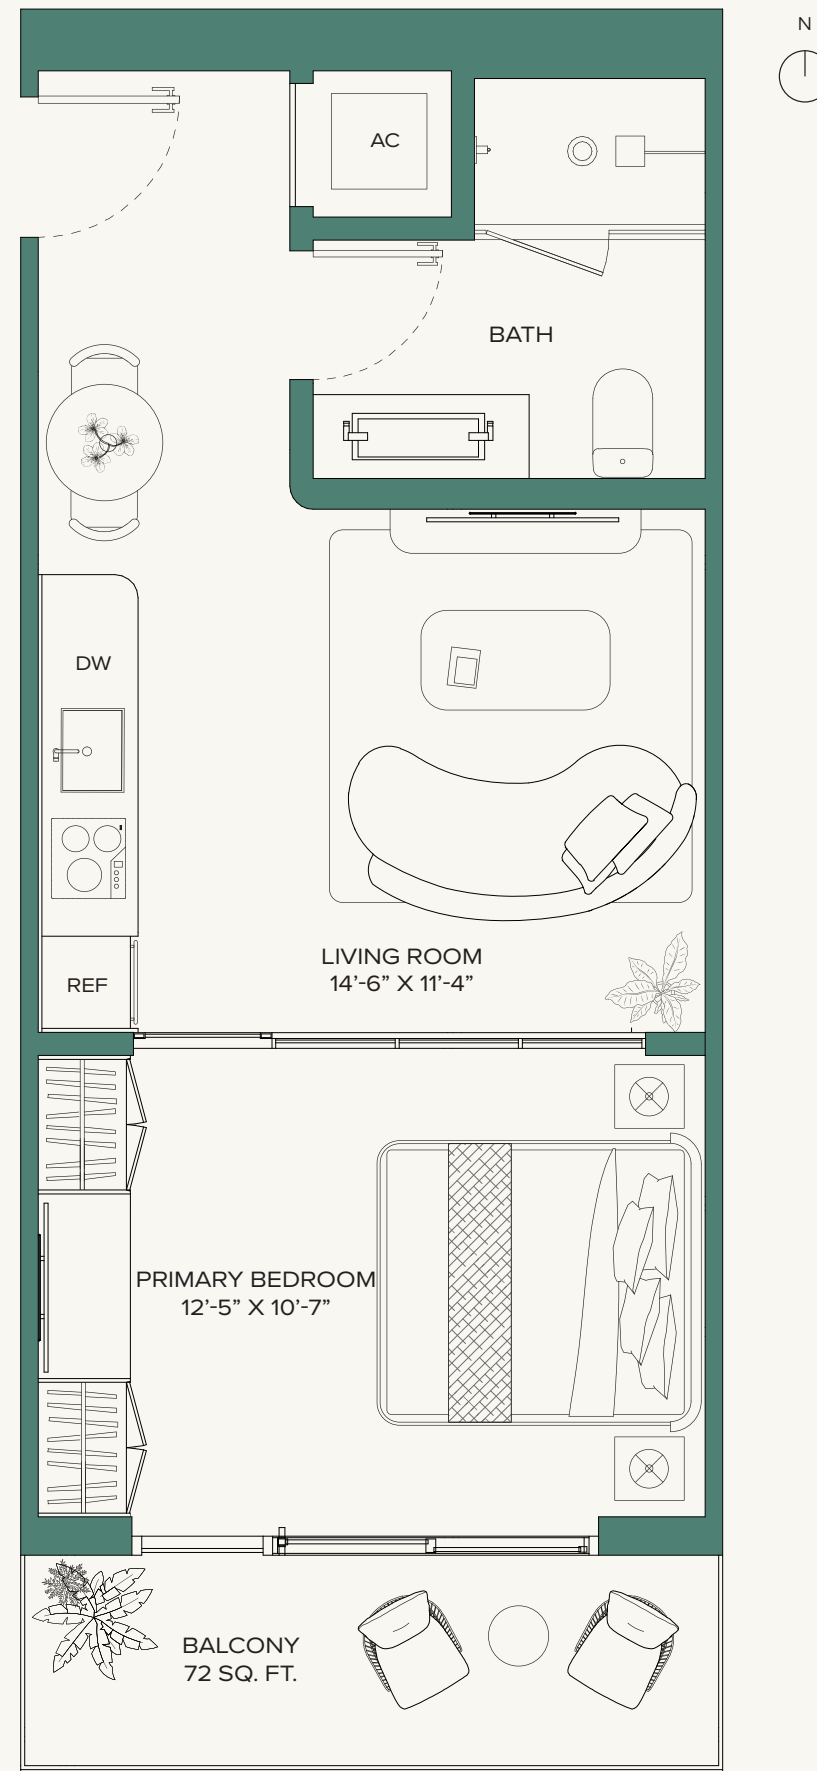 N
AC
BATH
DW
LIVING ROOM
14’-6” X 11’-4”
REF
PRIMARY BEDROOM
12’-5” X 10’-7”
BALCONY
72 SQ. FT.